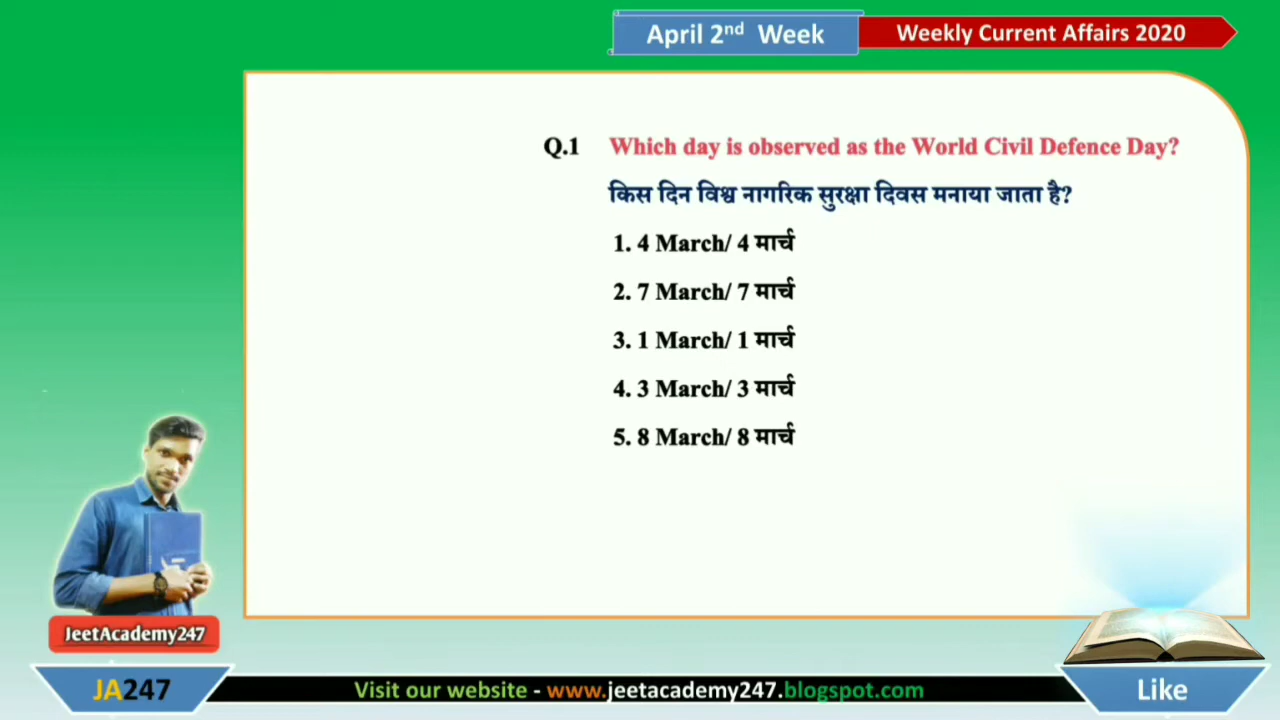 April 2nd Week
Weekly Current Affairs 2020
Q.1 Which day is observed as the World Civil Defence Day?
किस दिन विश्व नागरिक सुरक्षा दिवस मनाया जाता है?
1. 4 March/ 4 मार्च
2. 7 March/ 7 मार्च
3. 1 March/ 1 मार्च
4. 3 March/ 3 मार्च
5. 8 March/ 8 मार्च
JeetAcademy247
JA247
Visit our website - www.jeetacademy247.blogspot.com
Like